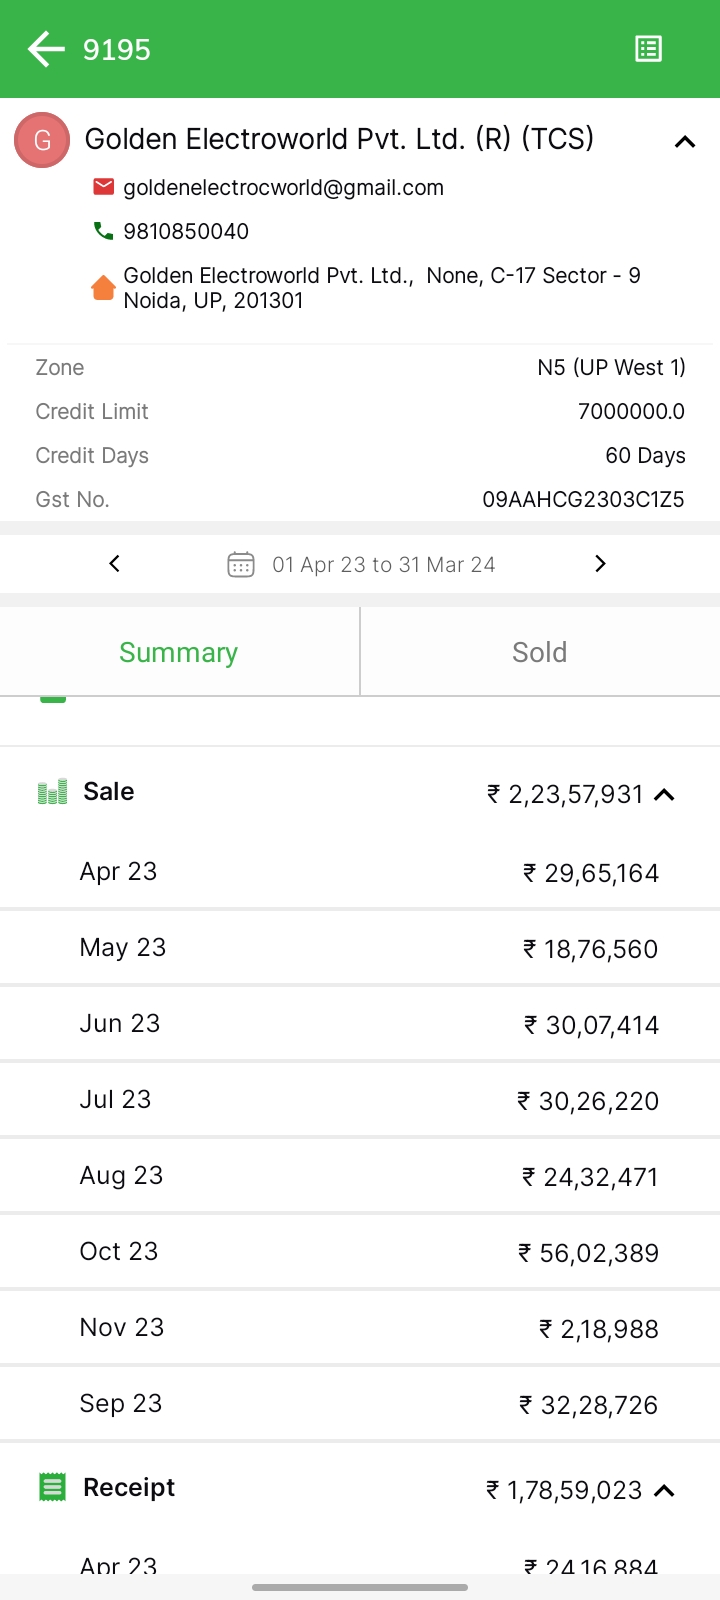 9195
G
Golden Electroworld Pvt. Ltd. (R) (TCS)
goldenelectrocworld@gmail.com
9810850040
Golden Electroworld Pvt. Ltd.,  None, C-17 Sector - 9
Noida, UP, 201301
Zone N5 (UP West 1)
Credit Limit 7000000.0
Credit Days 60 Days
Gst No. 09AAHCG2303C1Z5
01 Apr 23 to 31 Mar 24
Summary Sold
Sale ₹ 2,23,57,931
Apr 23 ₹ 29,65,164
May 23 ₹ 18,76,560
Jun 23 ₹ 30,07,414
Jul 23 ₹ 30,26,220
Aug 23 ₹ 24,32,471
Oct 23 ₹ 56,02,389
Nov 23 ₹ 2,18,988
Sep 23 ₹ 32,28,726
Receipt ₹ 1,78,59,023
Apr 23 ₹ 24,16,884